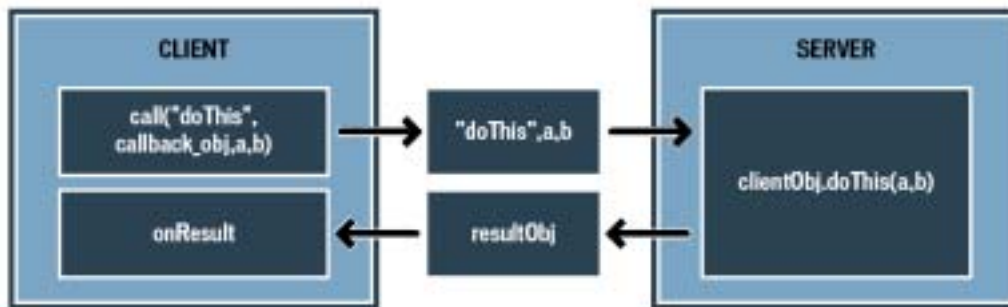 CLIENT
call("doThis",
callback_obj,a,b)
"doThis",a,b
onResult
resultObj
SERVER
clientObj.doThis(a,b)